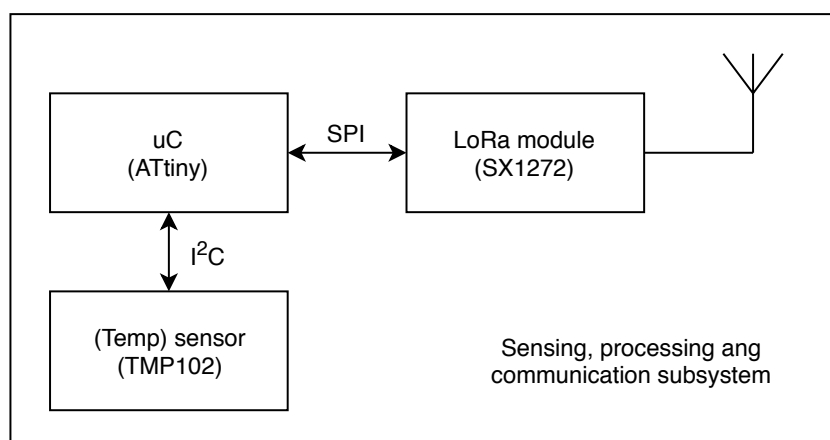 uC
(ATtiny)
SPI
LoRa module
(SX1272)
I²C
(Temp) sensor
(TMP102)
Sensing, processing ang
communication subsystem